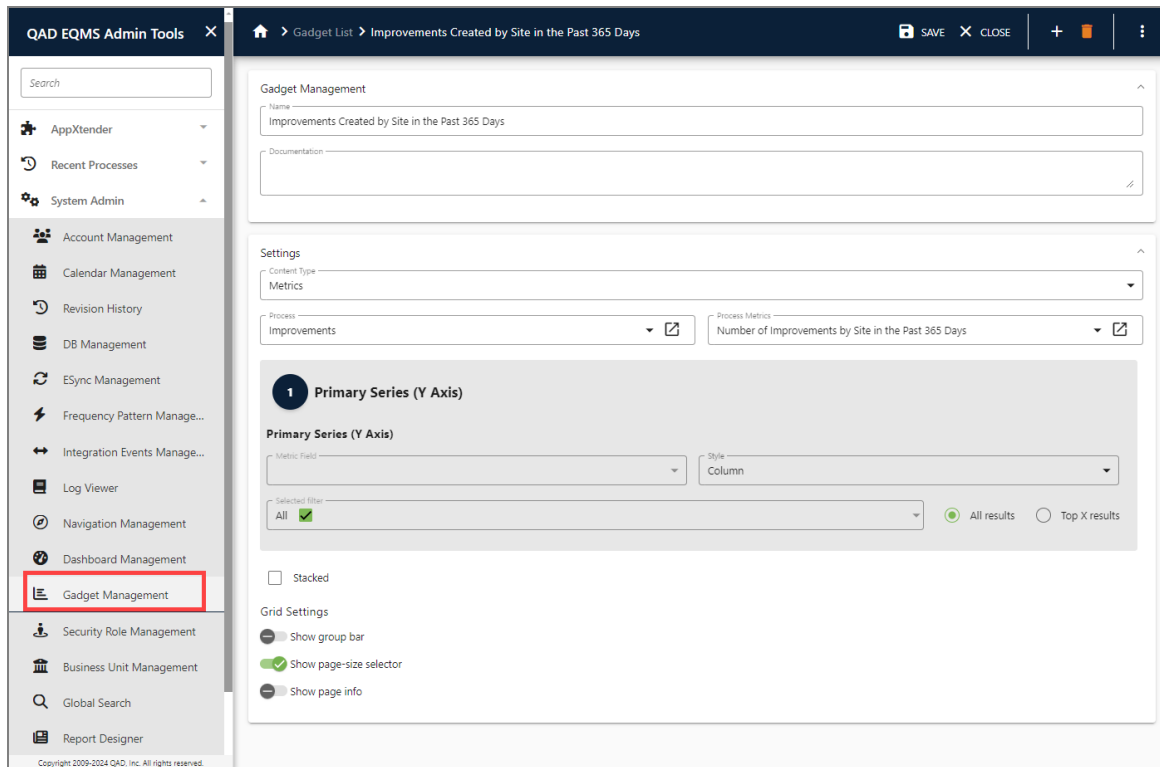 QAD EQMS Admin Tools
Search
AppXtender
Recent Processes
System Admin
Account Management
Calendar Management
Revision History
DB Management
ESync Management
Frequency Pattern Manage...
Integration Events Manage...
Log Viewer
Navigation Management
Dashboard Management
Gadget Management
Security Role Management
Business Unit Management
Global Search
Report Designer
Copyright 2009-2024 QAD, Inc. All rights reserved.
Gadget List > Improvements Created by Site in the Past 365 Days
SAVE CLOSE
Gadget Management
Name
Improvements Created by Site in the Past 365 Days
Documentation
Settings
Content Type
Metrics
Process
Improvements
Process Metrics
Number of Improvements by Site in the Past 365 Days
1 Primary Series (Y Axis)
Primary Series (Y Axis)
Metric Field
Style
Column
Selected filter
All
All results Top X results
Stacked
Grid Settings
Show group bar
Show page-size selector
Show page info